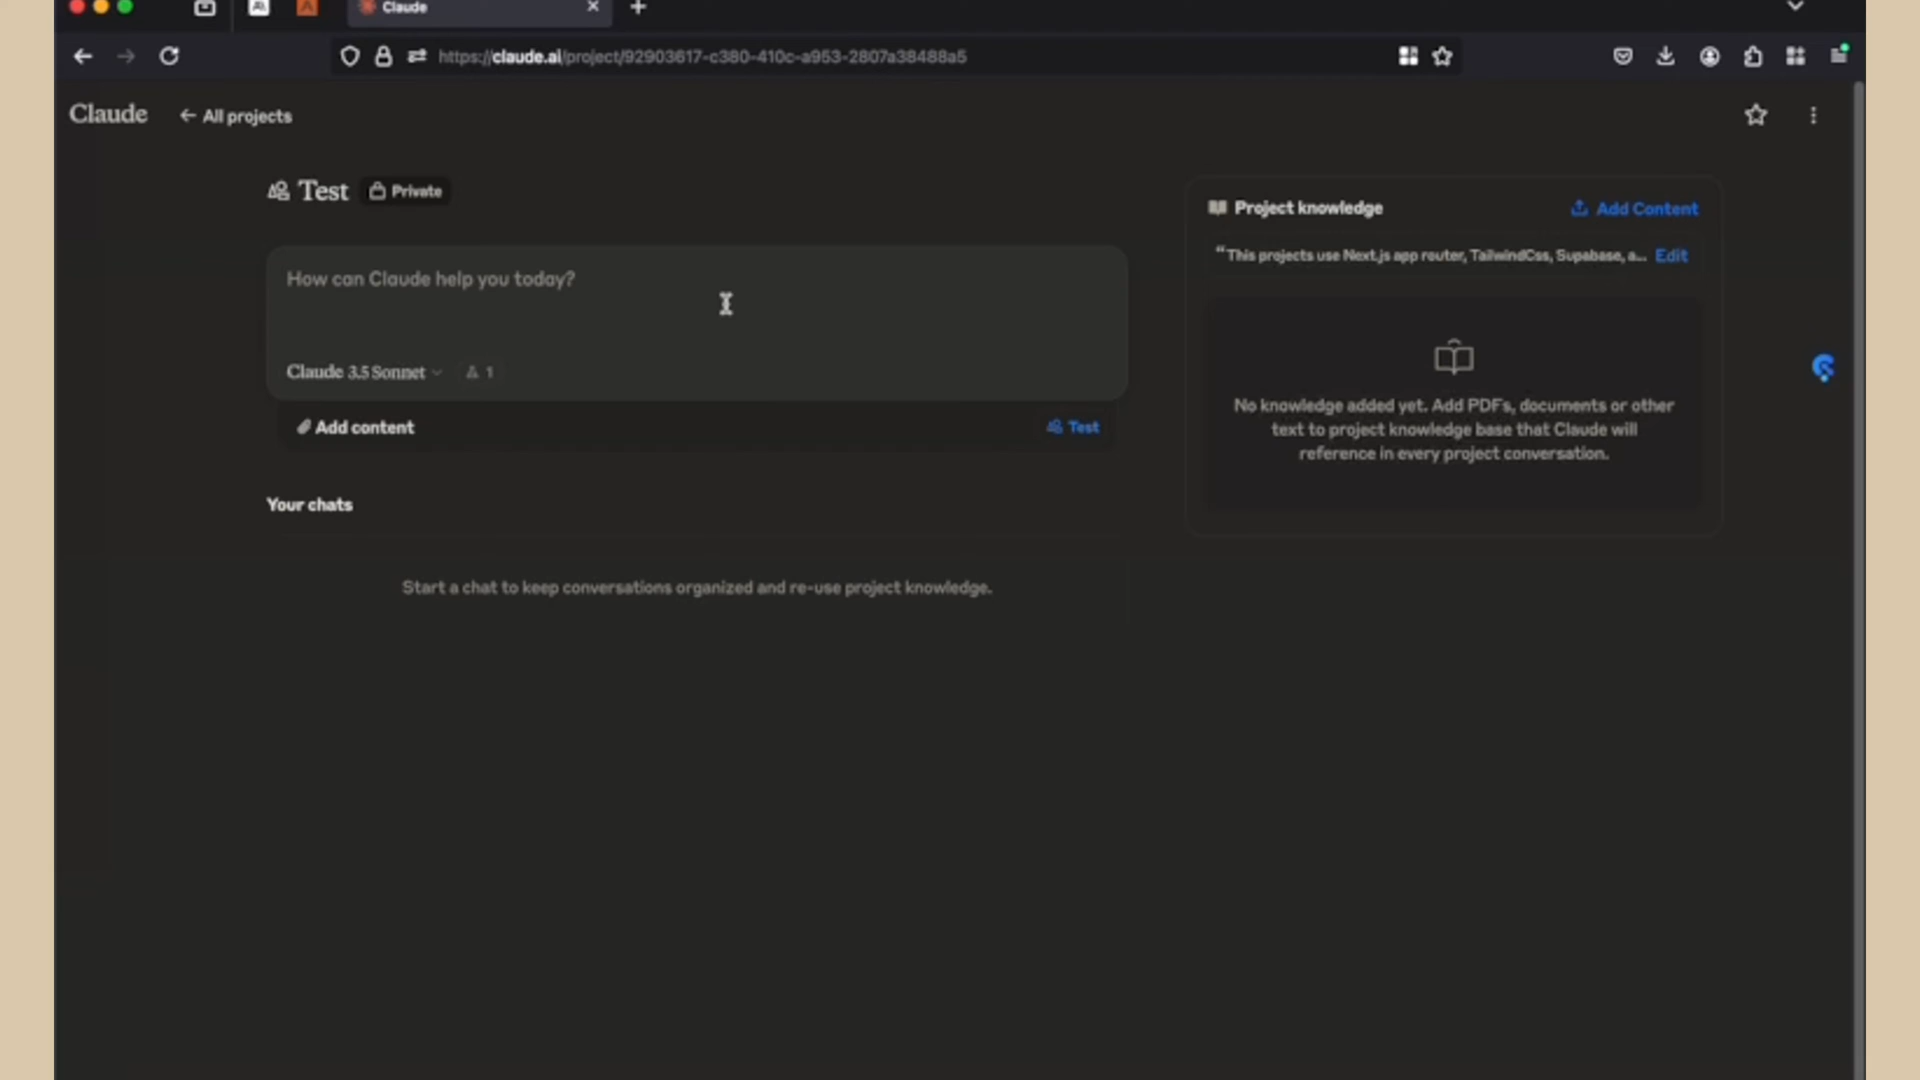 Claude
https://claude.ai/project/92903617-c380-410c-a953-2807a38488a5
Claude
← All projects
Test
Private
How can Claude help you today?
Claude 3.5 Sonnet
1
Add content
Test
Your chats
Start a chat to keep conversations organized and re-use project knowledge.
Project knowledge
Add Content
“This projects use Next.js app router, TailwindCss, Supabase, a...
Edit
No knowledge added yet. Add PDFs, documents or other
text to project knowledge base that Claude will
reference in every project conversation.